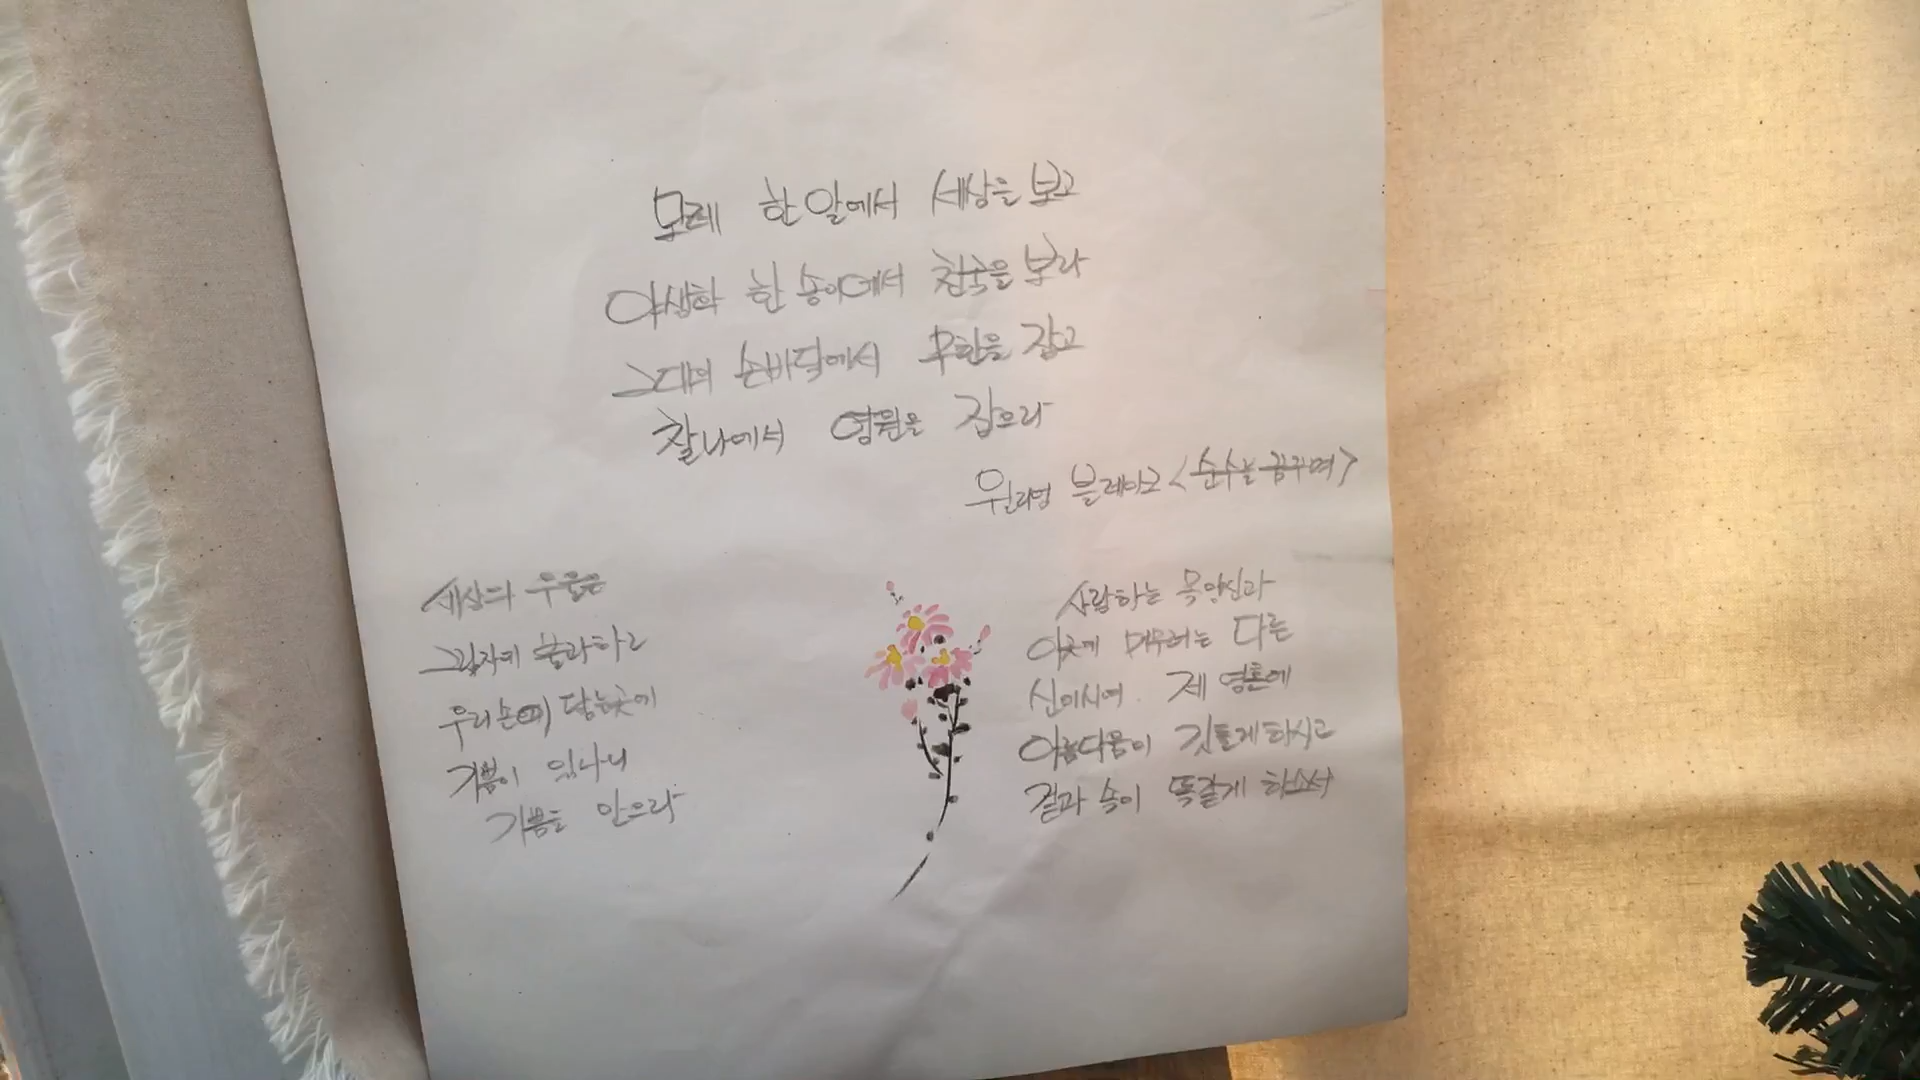 모래 한 알에서 세상을 보고
야생화 한 송이에서 천국을 보라
그대의 손바닥에서 무한을 잡고
찰나에서 영원을 잡으라
윌리엄 블레이크 <순수를 꿈꾸며>
세상의 우울은
그림자에 불과하고
우리 손이 닿는곳에
기쁨이 있나니
기쁨을 안으라
사랑하는 목양신과
이곳에 머무르는 다른
신이시여. 제 영혼에
아름다움이 깃들게하시고
겉과 속이 똑같게 하소서